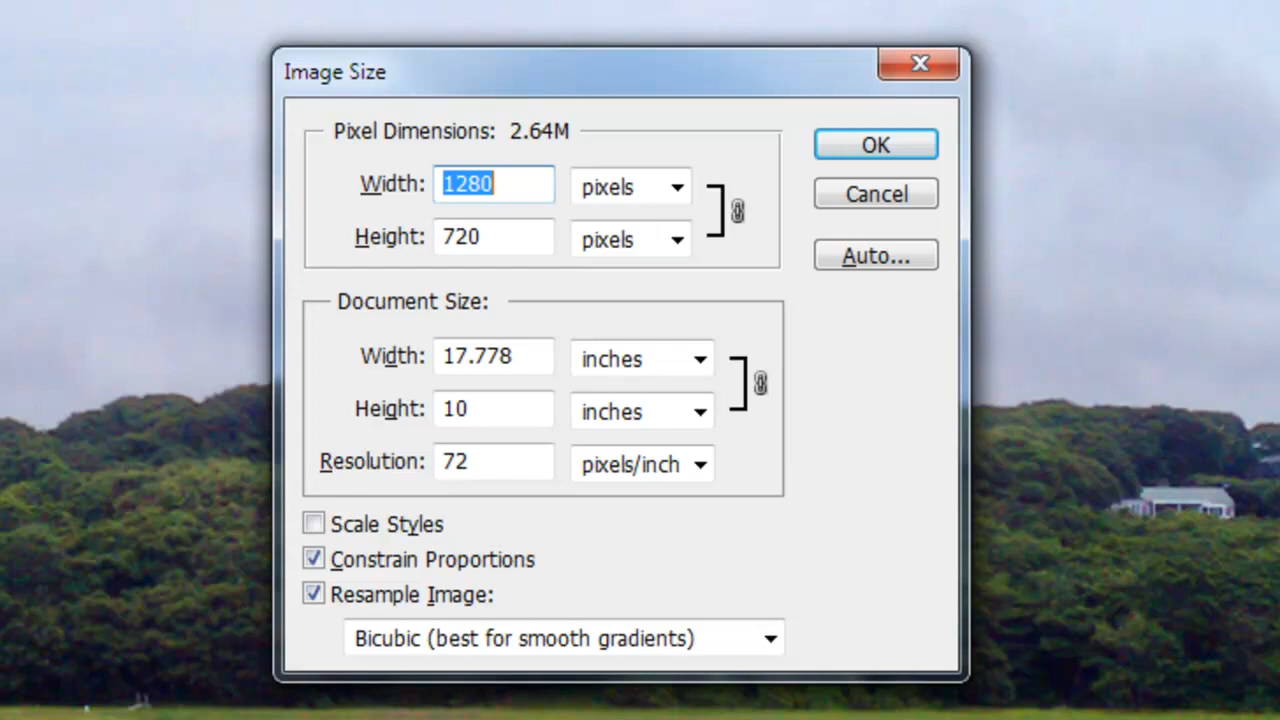 Image Size
Pixel Dimensions: 2.64M
Width: 1280 pixels
Height: 720 pixels
OK
Cancel
Auto...
Document Size:
Width: 17.778 inches
Height: 10 inches
Resolution: 72 pixels/inch
Scale Styles
Constrain Proportions
Resample Image:
Bicubic (best for smooth gradients)